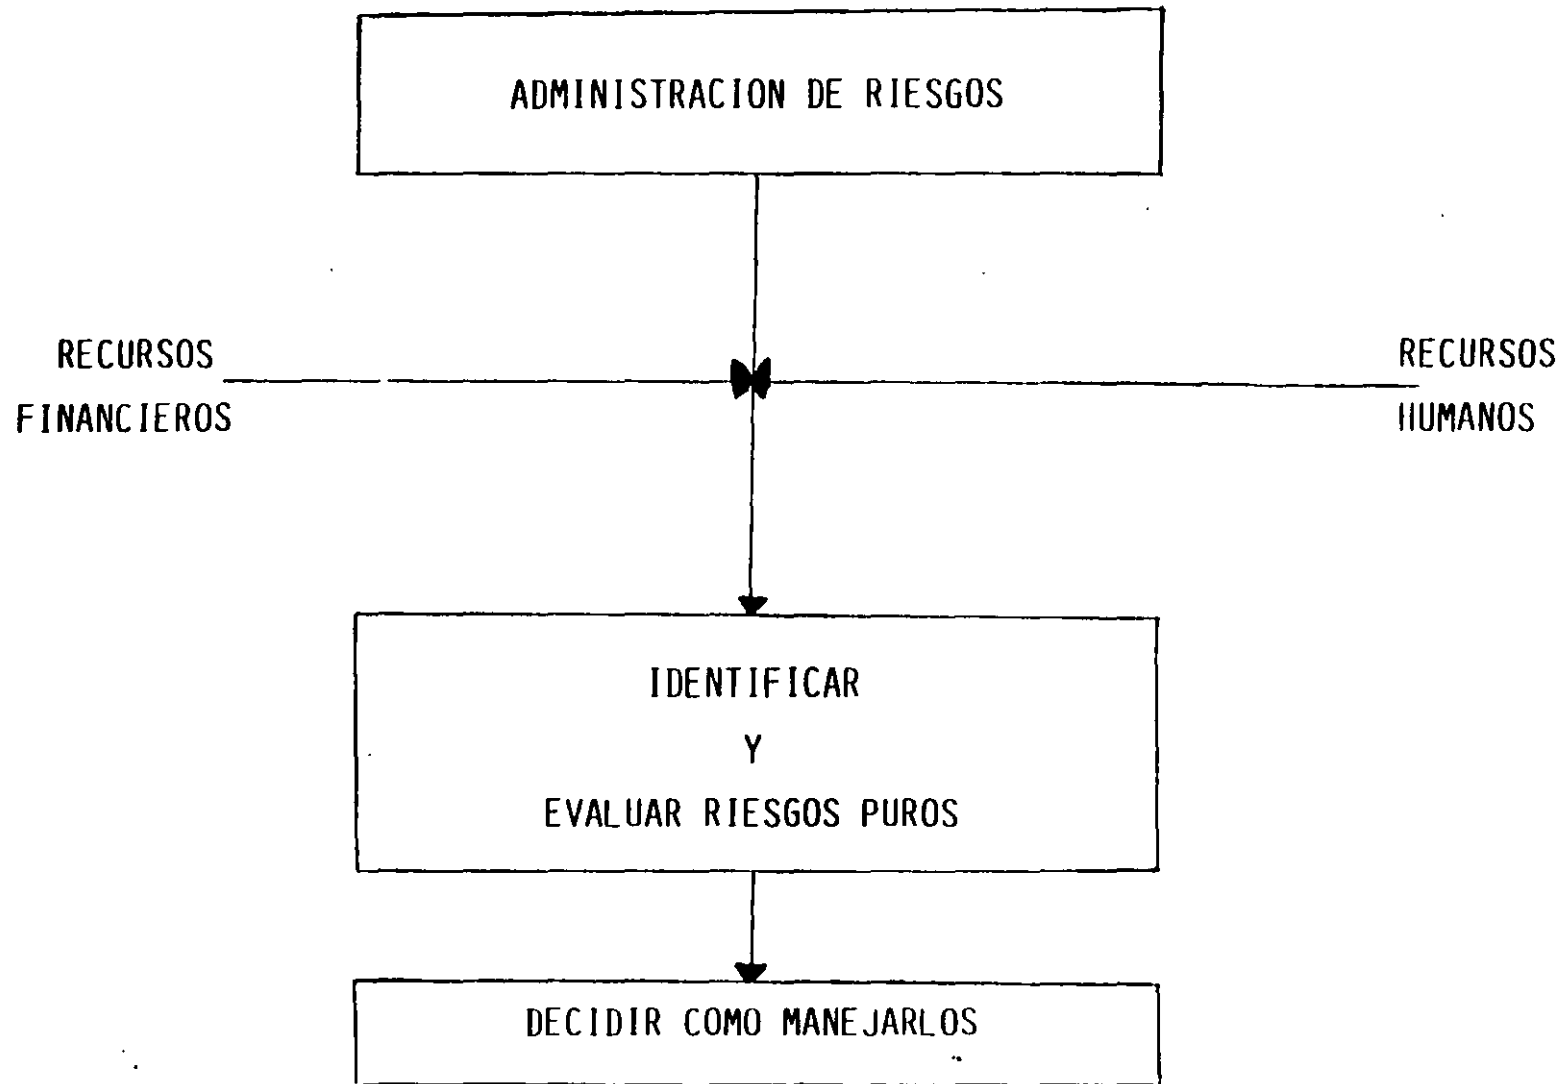 ADMINISTRACION DE RIESGOS
RECURSOS
FINANCIEROS
RECURSOS
HUMANOS
IDENTIFICAR
Y
EVALUAR RIESGOS PUROS
DECIDIR COMO MANEJARLOS